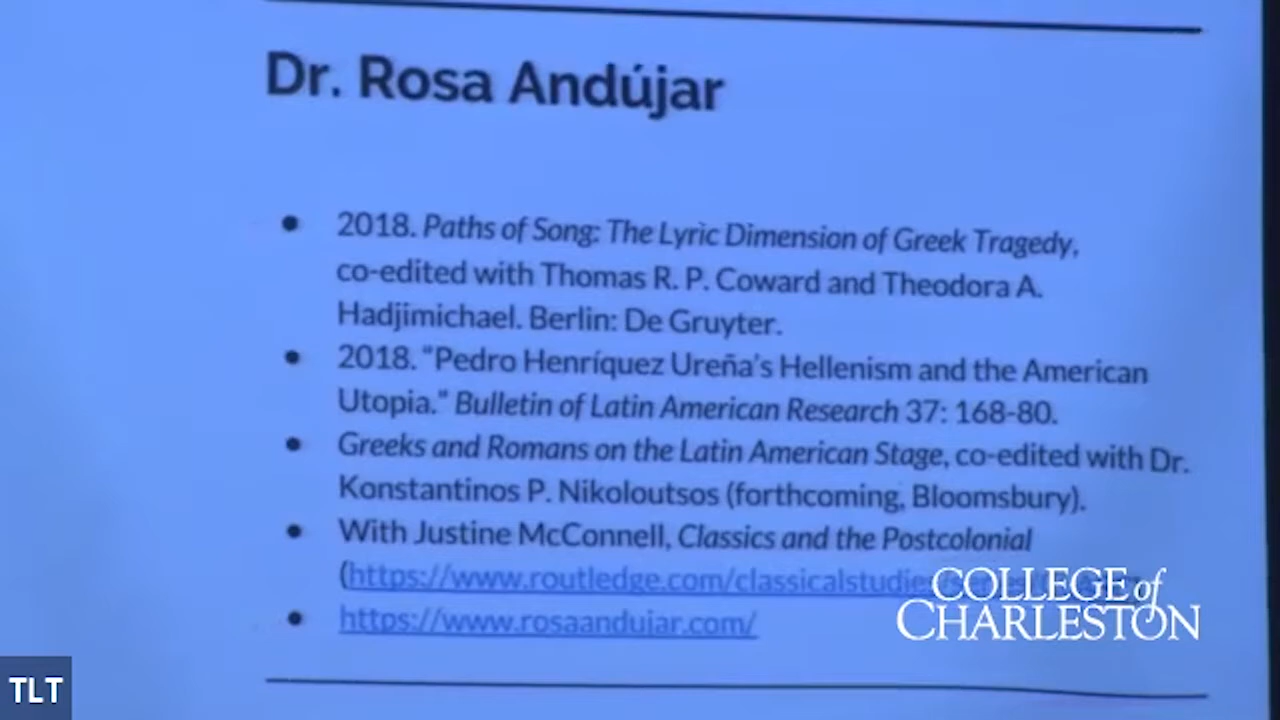 Dr. Rosa Andújar
• 2018. Paths of Song: The Lyric Dimension of Greek Tragedy,
co-edited with Thomas R. P. Coward and Theodora A.
Hadjimichael. Berlin: De Gruyter.
• 2018. “Pedro Henríquez Ureña’s Hellenism and the American
Utopia.” Bulletin of Latin American Research 37: 168-80.
• Greeks and Romans on the Latin American Stage, co-edited with Dr.
Konstantinos P. Nikoloutsos (forthcoming, Bloomsbury).
• With Justine McConnell, Classics and the Postcolonial
(https://www.routledge.com/classicalstudies/
• https://www.rosaandujar.com/
COLLEGE of
CHARLESTON
TLT